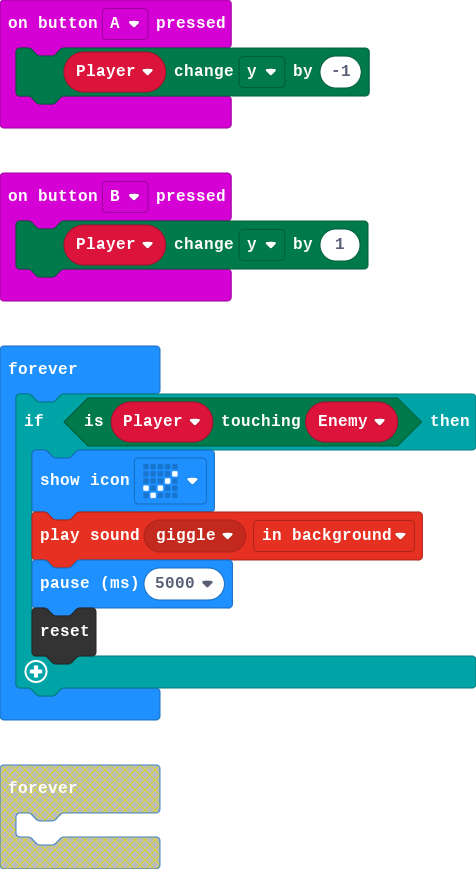 on button A pressed
Player change y by -1
on button B pressed
Player change y by 1
forever
if is Player touching Enemy then
show icon
play sound giggle in background
pause (ms) 5000
reset
forever